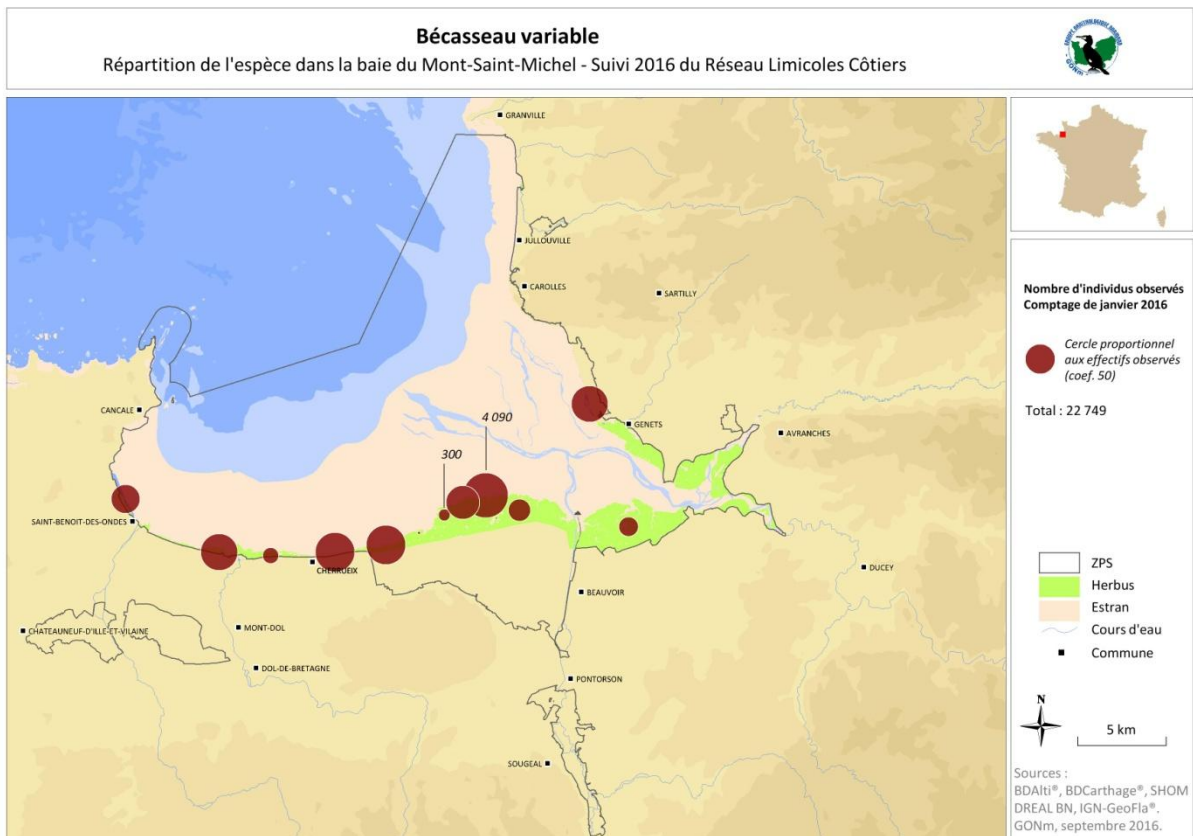 Bécasseau variable
Répartition de l'espèce dans la baie du Mont-Saint-Michel - Suivi 2016 du Réseau Limicoles Côtiers
GROUPE ORNITHOLOGIQUE NORMAND
GONm
GRANVILLE
JULLOUVILLE
CAROLLES
SARTILLY
CANCALE
4 090
GENETS
AVRANCHES
300
SAINT-BENOIT-DES-ONDES
CHERRUEIX
DUCEY
BEAUVOIR
CHATEAUNEUF-D'ILLE-ET-VILAINE
MONT-DOL
DOL-DE-BRETAGNE
PONTORSON
SOUGEAL
Nombre d'individus observés
Comptage de janvier 2016
Cercle proportionnel
aux effectifs observés
(coef. 50)
Total : 22 749
ZPS
Herbus
Estran
Cours d'eau
Commune
N
5 km
Sources :
BDAlti®, BDCarthage®, SHOM
DREAL BN, IGN-GeoFla®.
GONm, septembre 2016.